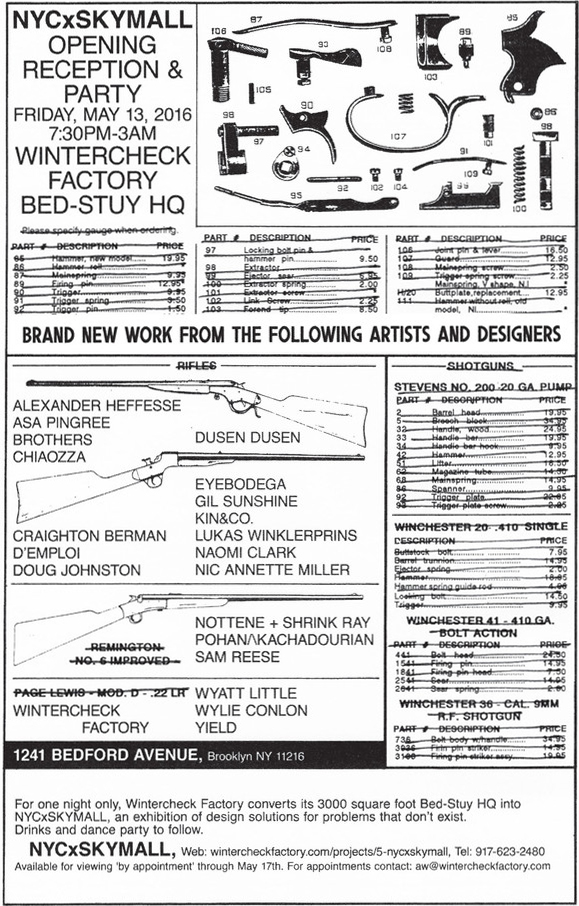 NYCxSKYMALL
OPENING
RECEPTION &
PARTY
FRIDAY, MAY 13, 2016
7:30PM-3AM
WINTERCHECK
FACTORY
BED-STUY HQ
87
106
108
93
103
89
85
105
90
107
86
98
97
94
101
91
109
92
102
104
95
99
100
98
Please specify gauge when ordering.
PART # DESCRIPTION PRICE
85 Hammer, new model 19.95
86 Hammer roll
87 Mainspring 9.95
89 Firing pin 12.95*
90 Trigger 9.95
91 Trigger spring 3.50
92 Trigger pin 1.50
PART # DESCRIPTION PRICE
97 Locking bolt pin &
hammer pin 9.50
98 Extractor
99 Ejector sear 6.95
100 Extractor spring 2.00
101 Extractor screw
102 Link Screw 2.25
103 Forend tip 8.50
PART # DESCRIPTION PRICE
106 Joint pin & lever 16.50
107 Guard 12.95
108 Mainspring screw 2.50
109 Trigger spring screw 2.25
Mainspring, V shape, N.I *
H/20 Buttplate,replacement 12.95
111 Hammer without roll, old
model, NI *
BRAND NEW WORK FROM THE FOLLOWING ARTISTS AND DESIGNERS
RIFLES
ALEXANDER HEFFESSE
ASA PINGREE
BROTHERS
CHIAOZZA
DUSEN DUSEN
EYEBODEGA
GIL SUNSHINE
KIN&CO.
CRAIGHTON BERMAN
D'EMPLOI
DOUG JOHNSTON
LUKAS WINKLERPRINS
NAOMI CLARK
NIC ANNETTE MILLER
NOTTENE + SHRINK RAY
POHAN/\KACHADOURIAN
SAM REESE
REMINGTON
NO. 6 IMPROVED
PAGE LEWIS - MOD. D - .22 LR
WINTERCHECK
FACTORY
WYATT LITTLE
WYLIE CONLON
YIELD
1241 BEDFORD AVENUE, Brooklyn NY 11216
SHOTGUNS
STEVENS NO. 200 20 GA. PUMP
PART # DESCRIPTION PRICE
2 Barrel head 19.95
5 Breech block 34.95
32 Handle, wood 24.95
33 Handle bar 19.95
34 Handle bar hook 9.95
42 Hammer 12.95
51 Lifter 16.50
62 Magazine tube 14.50
68 Mainspring 14.95
86 Spanner 9.95
92 Trigger plate 22.95
93 Trigger plate screw 2.25
WINCHESTER 20 .410 SINGLE
DESCRIPTION PRICE
Buttstock bolt 7.95
Barrel trunnion 14.95
Ejector spring 2.00
Hammer 18.95
Hammer spring guide rod 4.00
Locking bolt 14.50
Trigger 9.95
WINCHESTER 41 - 410 GA.
BOLT ACTION
PART # DESCRIPTION PRICE
441 Bolt head 24.50
1541 Firing pin 14.95
1841 Firing pin head 7.50
2541 Sear 14.95
2641 Sear spring 2.00
WINCHESTER 36 - CAL. 9MM
R.F. SHOTGUN
PART # DESCRIPTION PRICE
736 Bolt body w/handle 34.95
3036 Firin pin striker 14.95
3136 Firing pin striker assy. 19.95
For one night only, Wintercheck Factory converts its 3000 square foot Bed-Stuy HQ into
NYCxSKYMALL, an exhibition of design solutions for problems that don't exist.
Drinks and dance party to follow.
NYCxSKYMALL, Web: wintercheckfactory.com/projects/5-nycxskymall, Tel: 917-623-2480
Available for viewing 'by appointment' through May 17th. For appointments contact: aw@wintercheckfactory.com